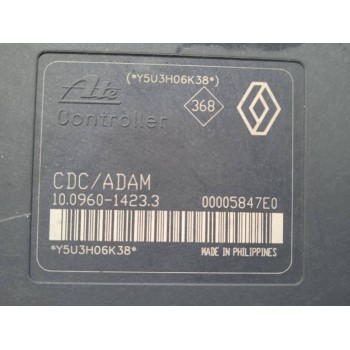 (*Y5U3H06K38*)
Ate
368
Controller
CDC/ADAM
10.0960-1423.3 00005847E0
*Y5U3H06K38*
MADE IN PHILIPPINES